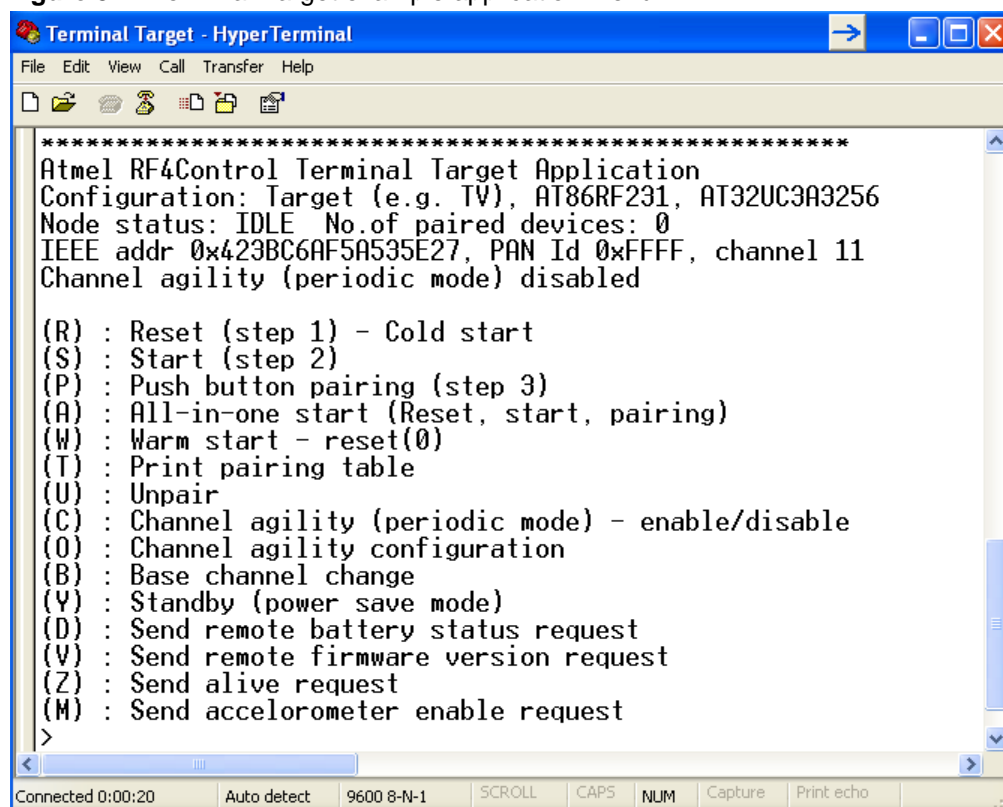 Terminal Target - HyperTerminal
File Edit View Call Transfer Help
******************************************************
Atmel RF4Control Terminal Target Application
Configuration: Target (e.g. TV), AT86RF231, AT32UC3A3256
Node status: IDLE No.of paired devices: 0
IEEE addr 0x423BC6AF5A535E27, PAN Id 0xFFFF, channel 11
Channel agility (periodic mode) disabled
(R) : Reset (step 1) - Cold start
(S) : Start (step 2)
(P) : Push button pairing (step 3)
(A) : All-in-one start (Reset, start, pairing)
(W) : Warm start - reset(0)
(T) : Print pairing table
(U) : Unpair
(C) : Channel agility (periodic mode) - enable/disable
(O) : Channel agility configuration
(B) : Base channel change
(Y) : Standby (power save mode)
(D) : Send remote battery status request
(V) : Send remote firmware version request
(Z) : Send alive request
(M) : Send accelorometer enable request
>
Connected 0:00:20 Auto detect 9600 8-N-1 SCROLL CAPS NUM Capture Print echo